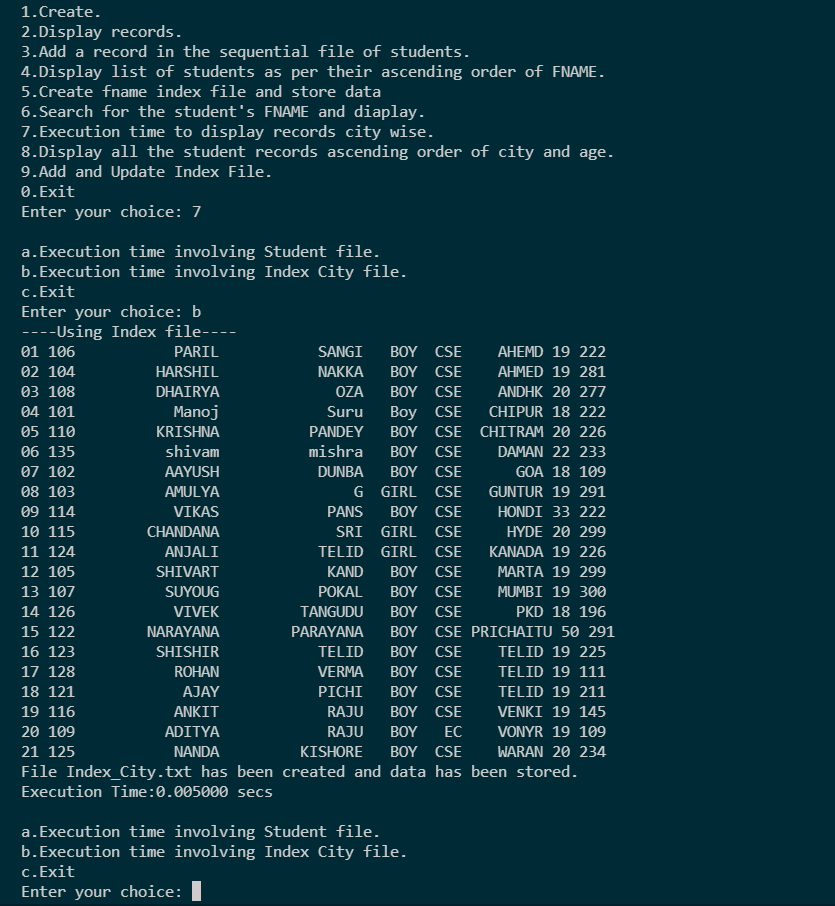 1.Create.
2.Display records.
3.Add a record in the sequential file of students.
4.Display list of students as per their ascending order of FNAME.
5.Create fname index file and store data
6.Search for the student's FNAME and diaplay.
7.Execution time to display records city wise.
8.Display all the student records ascending order of city and age.
9.Add and Update Index File.
0.Exit
Enter your choice: 7
a.Execution time involving Student file.
b.Execution time involving Index City file.
c.Exit
Enter your choice: b
----Using Index file----
01 106 PARIL SANGI BOY CSE AHEMD 19 222
02 104 HARSHIL NAKKA BOY CSE AHMED 19 281
03 108 DHAIRYA OZA BOY CSE ANDHK 20 277
04 101 Manoj Suru Boy CSE CHIPUR 18 222
05 110 KRISHNA PANDEY BOY CSE CHITRAM 20 226
06 135 shivam mishra BOY CSE DAMAN 22 233
07 102 AAYUSH DUNBA BOY CSE GOA 18 109
08 103 AMULYA G GIRL CSE GUNTUR 19 291
09 114 VIKAS PANS BOY CSE HONDI 33 222
10 115 CHANDANA SRI GIRL CSE HYDE 20 299
11 124 ANJALI TELID GIRL CSE KANADA 19 226
12 105 SHIVART KAND BOY CSE MARTA 19 299
13 107 SUYOUG POKAL BOY CSE MUMBI 19 300
14 126 VIVEK TANGUDU BOY CSE PKD 18 196
15 122 NARAYANA PARAYANA BOY CSE PRICHAITU 50 291
16 123 SHISHIR TELID BOY CSE TELID 19 225
17 128 ROHAN VERMA BOY CSE TELID 19 111
18 121 AJAY PICHI BOY CSE TELID 19 211
19 116 ANKIT RAJU BOY CSE VENKI 19 145
20 109 ADITYA RAJU BOY EC VONYR 19 109
21 125 NANDA KISHORE BOY CSE WARAN 20 234
File Index_City.txt has been created and data has been stored.
Execution Time:0.005000 secs
a.Execution time involving Student file.
b.Execution time involving Index City file.
c.Exit
Enter your choice: